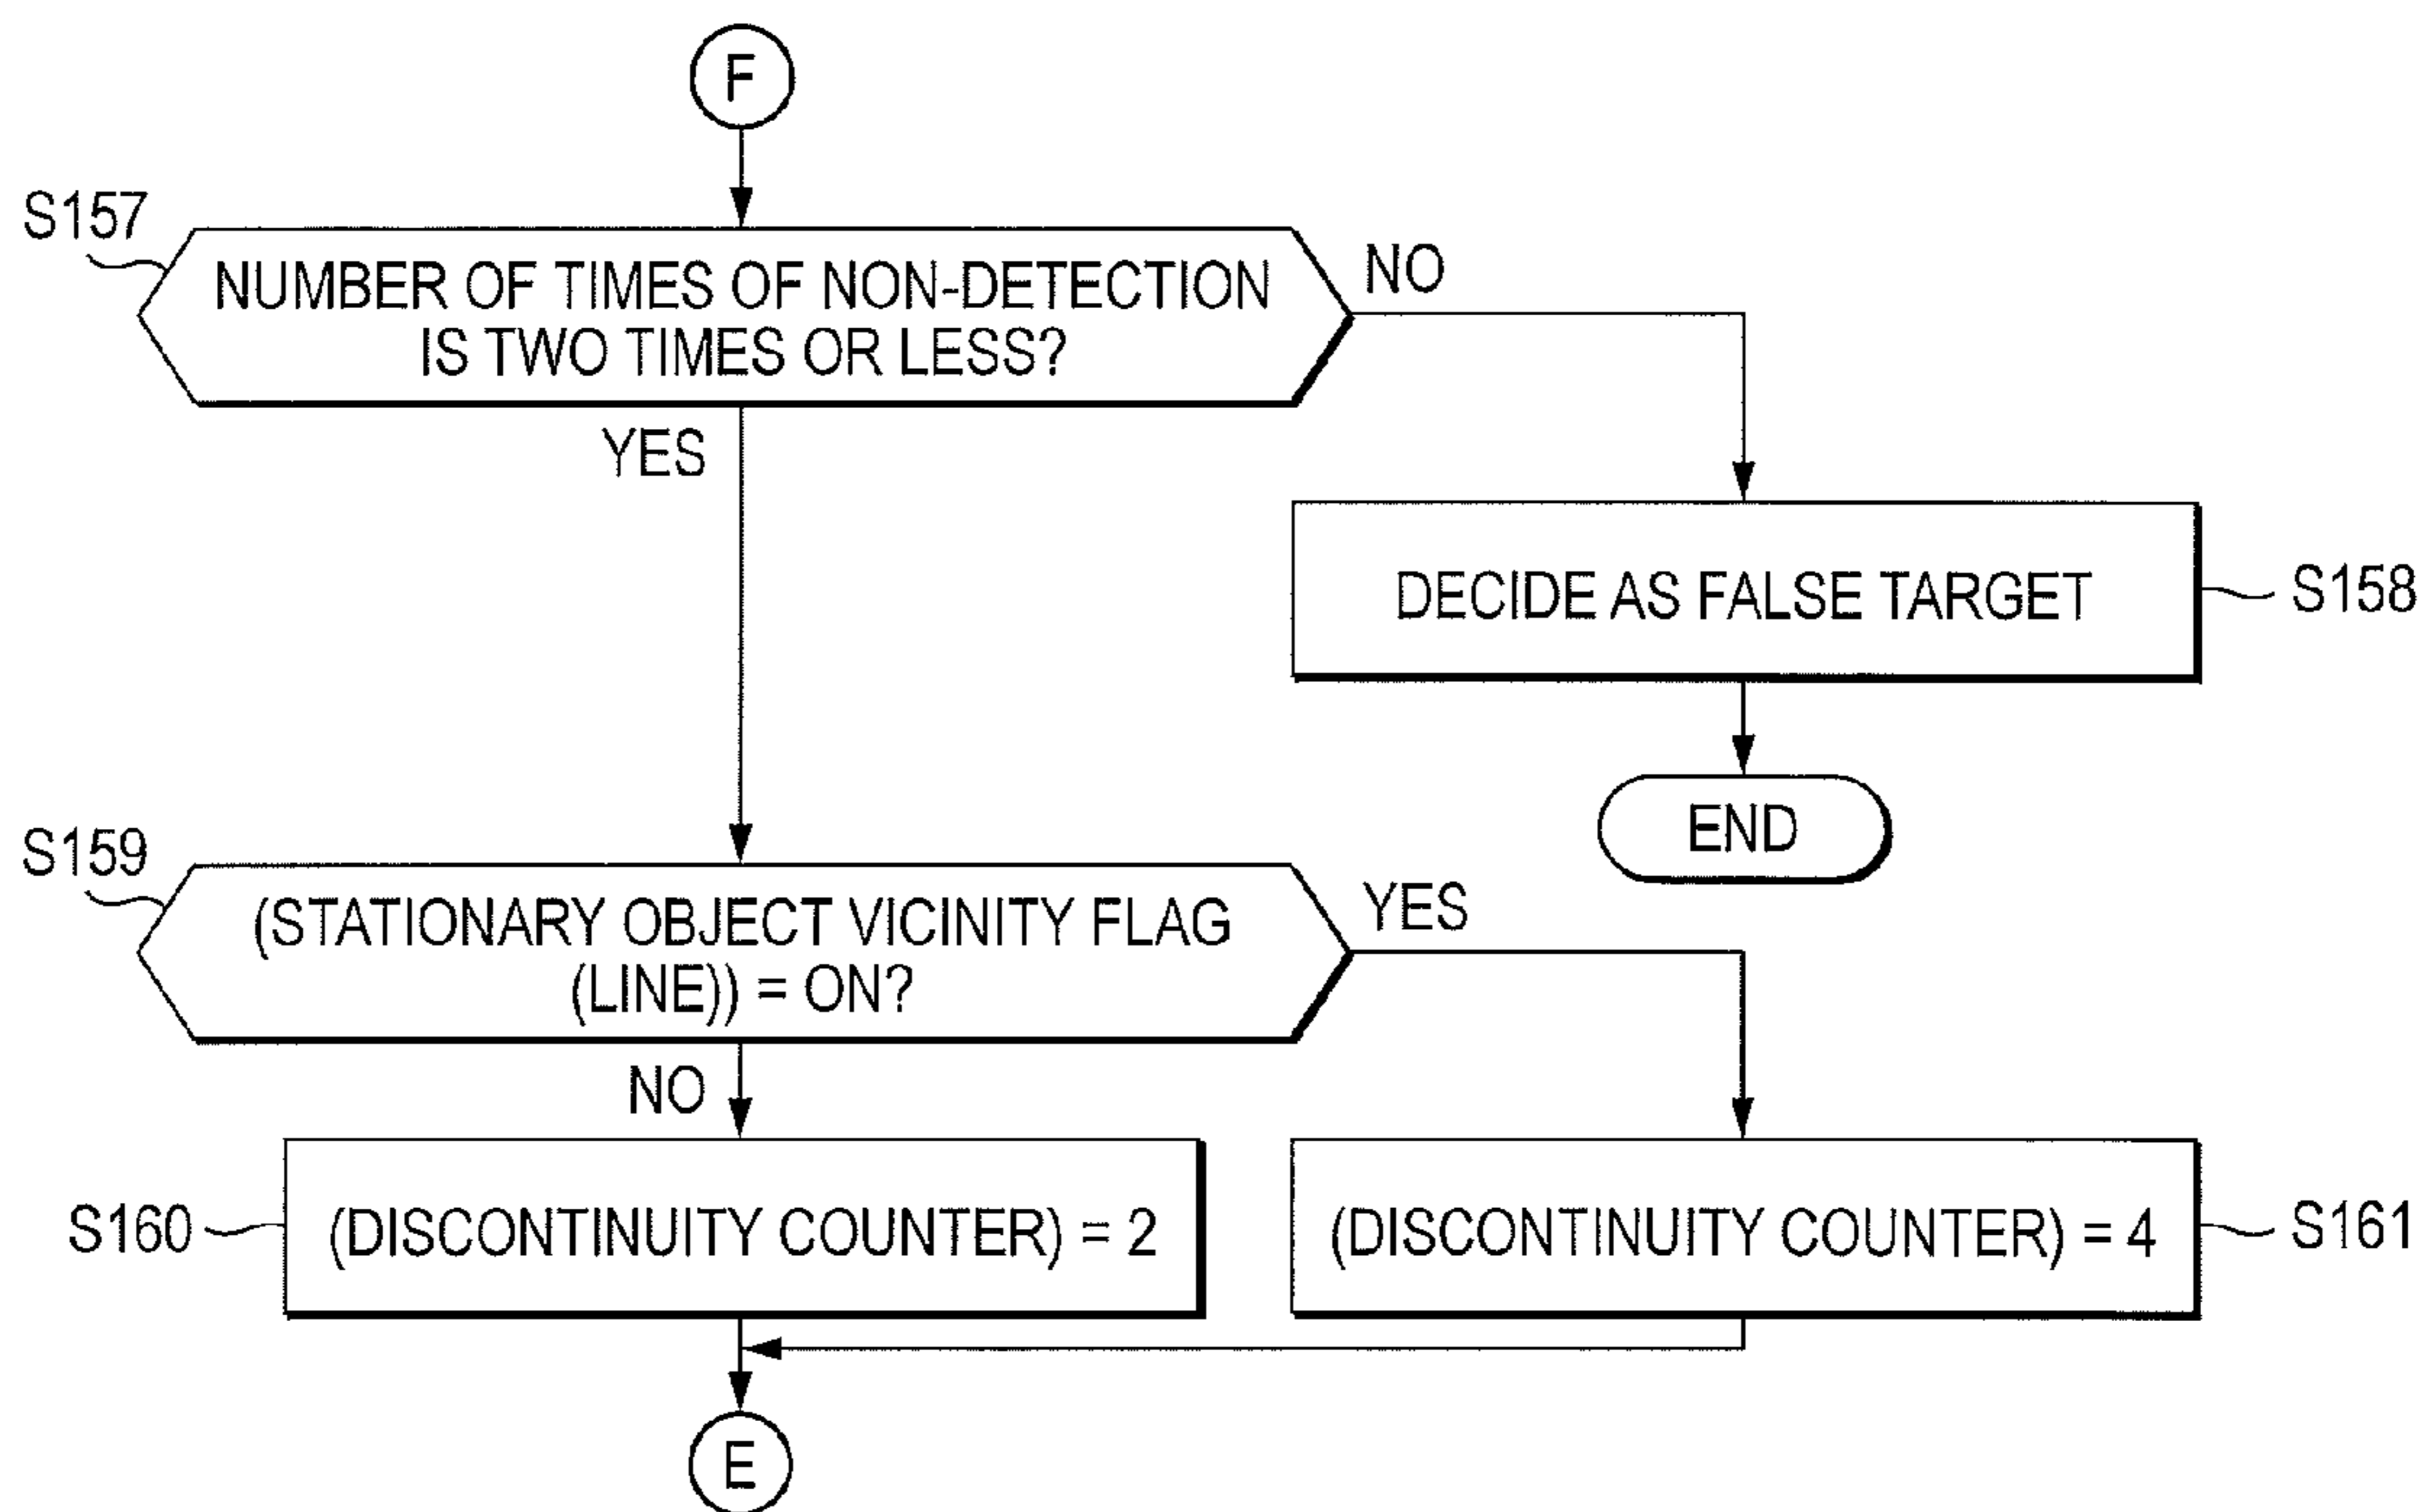 F
S157
NUMBER OF TIMES OF NON-DETECTION
IS TWO TIMES OR LESS?
NO
YES
DECIDE AS FALSE TARGET
S158
END
S159
(STATIONARY OBJECT VICINITY FLAG
(LINE)) = ON?
YES
NO
S160
(DISCONTINUITY COUNTER) = 2
(DISCONTINUITY COUNTER) = 4
S161
E